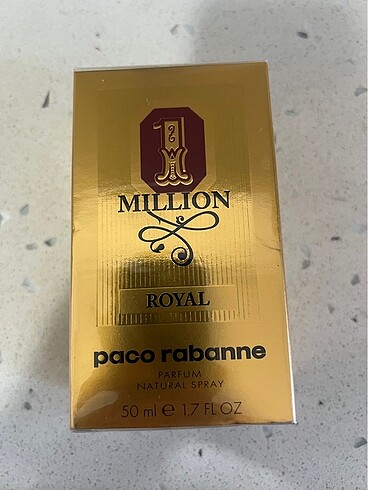 1
MILLION
ROYAL
paco rabanne
PARFUM
NATURAL SPRAY
50 ml ℮ 1.7 FL OZ